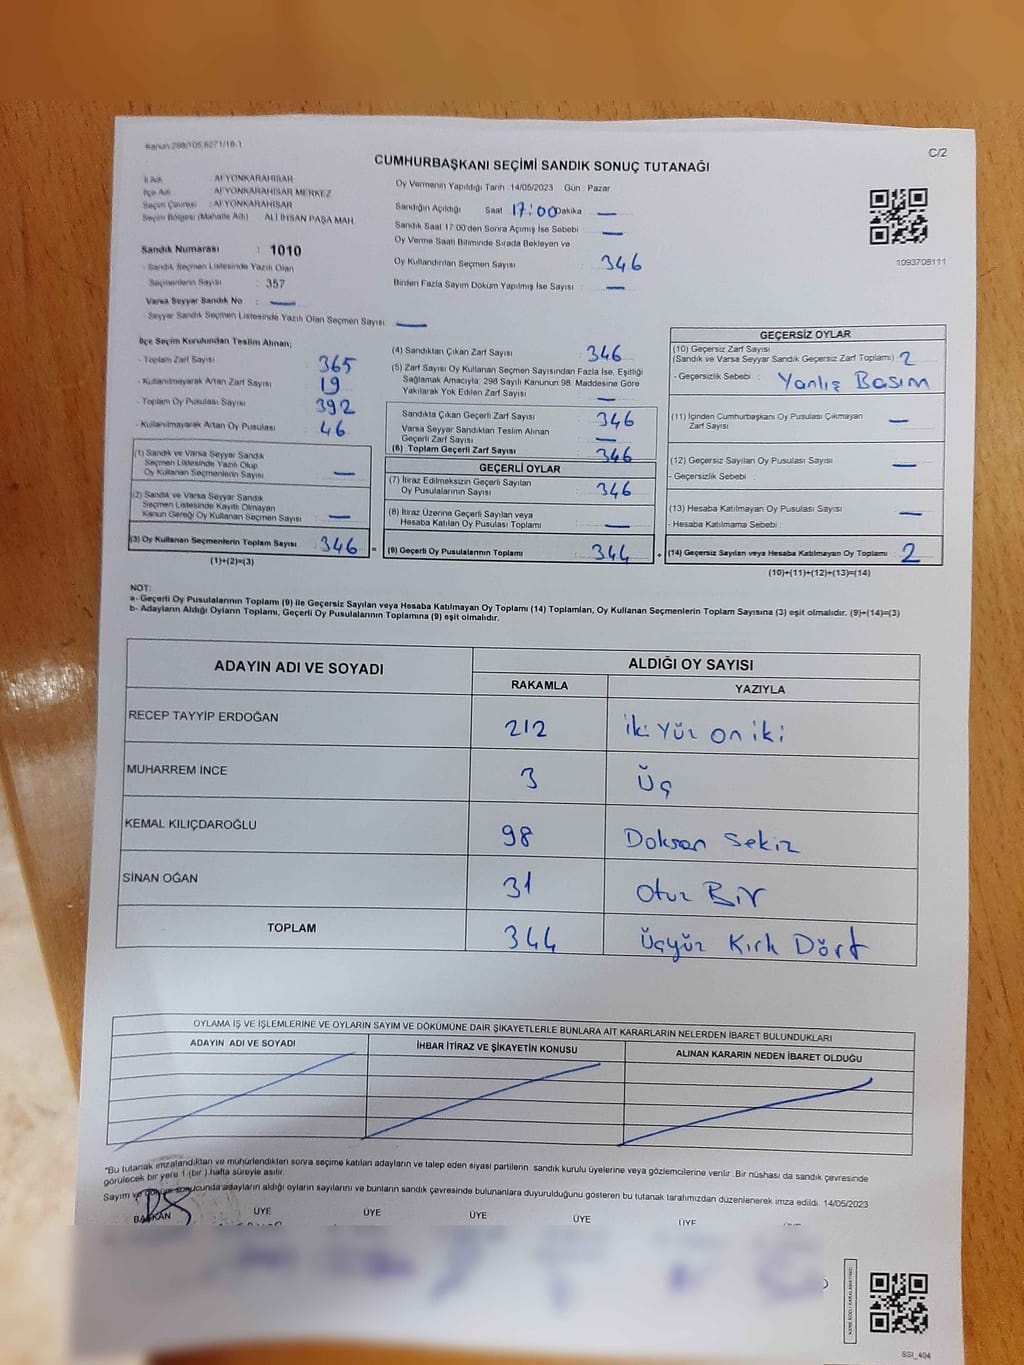 Kanun:298/105,6271/18-1
C/2
CUMHURBAŞKANI SEÇİMİ SANDIK SONUÇ TUTANAĞI
İl Adı : AFYONKARAHİSAR
İlçe Adı : AFYONKARAHİSAR MERKEZ
Seçim Çevresi : AFYONKARAHİSAR
Seçim Bölgesi (Mahalle Adı) : ALİ İHSAN PAŞA MAH.
Sandık Numarası : 1010
- Sandık Seçmen Listesinde Yazılı Olan
Seçmenlerin Sayısı : 357
Varsa Seyyar Sandık No : —
- Seyyar Sandık Seçmen Listesinde Yazılı Olan Seçmen Sayısı : —
Oy Vermenin Yapıldığı Tarih :14/05/2023 Gün : Pazar
Sandığın Açıldığı Saat 17:00 Dakika : —
Sandık Saat 17.00'den Sonra Açımış İse Sebebi : —
Oy Verme Saati Bitiminde Sırada Bekleyen ve
Oy Kullandırılan Seçmen Sayısı : 346
Birden Fazla Sayım Döküm Yapılmış İse Sayısı : —
1093708111
İlçe Seçim Kurulundan Teslim Alınan;
- Toplam Zarf Sayısı : 365
- Kullanılmayarak Artan Zarf Sayısı : 19
- Toplam Oy Pusulası Sayısı : 392
- Kullanılmayarak Artan Oy Pusulası : 46
(1) Sandık ve Varsa Seyyar Sandık
Seçmen Listesinde Yazılı Olup
Oy Kullanan Seçmenlerin Sayısı : —
(2) Sandık ve Varsa Seyyar Sandık
Seçmen Listesinde Kayıtlı Olmayan
Kanun Gereği Oy Kullanan Seçmen Sayısı : —
(3) Oy Kullanan Seçmenlerin Toplam Sayısı : 346 =
(1)+(2)=(3)
(4) Sandıktan Çıkan Zarf Sayısı : 346
(5) Zarf Sayısı Oy Kullanan Seçmen Sayısından Fazla İse, Eşitliği
Sağlamak Amacıyla, 298 Sayılı Kanunun 98. Maddesine Göre
Yakılarak Yok Edilen Zarf Sayısı : —
Sandıkta Çıkan Geçerli Zarf Sayısı : 346
Varsa Seyyar Sandıktan Teslim Alınan
Geçerli Zarf Sayısı : —
(6) Toplam Geçerli Zarf Sayısı : 346
GEÇERLİ OYLAR
(7) İtiraz Edilmeksizin Geçerli Sayılan
Oy Pusulalarının Sayısı : 346
(8) İtiraz Üzerine Geçerli Sayılan veya
Hesaba Katılan Oy Pusulası Toplamı : —
(9) Geçerli Oy Pusulalarının Toplamı : 344 +
GEÇERSİZ OYLAR
(10) Geçersiz Zarf Sayısı
(Sandık ve Varsa Seyyar Sandık Geçersiz Zarf Toplamı) : 2
- Geçersizlik Sebebi : Yanlış Basım
(11) İçinden Cumhurbaşkanı Oy Pusulası Çıkmayan
Zarf Sayısı : —
(12) Geçersiz Sayılan Oy Pusulası Sayısı : —
- Geçersizlik Sebebi :
(13) Hesaba Katılmayan Oy Pusulası Sayısı : —
- Hesaba Katılmama Sebebi :
(14) Geçersiz Sayılan veya Hesaba Katılmayan Oy Toplamı : 2
(10)+(11)+(12)+(13)=(14)
NOT:
a- Geçerli Oy Pusulasının Toplamı (9) ile Geçersiz Sayılan veya Hesaba Katılmayan Oy Toplamı (14) Toplamları, Oy Kullanan Seçmenlerin Toplam Sayısına (3) eşit olmalıdır. (9)+(14)=(3)
b- Adayların Aldığı Oyların Toplamı, Geçerli Oy Pusulalarının Toplamına (9) eşit olmalıdır.
ADAYIN ADI VE SOYADI
ALDIĞI OY SAYISI
RAKAMLA YAZIYLA
RECEP TAYYİP ERDOĞAN 212 iki Yüz on iki
MUHARREM İNCE 3 Üç
KEMAL KILIÇDAROĞLU 98 Doksan Sekiz
SİNAN OĞAN 31 Otuz Bir
TOPLAM 344 Üçyüz Kırk Dört
OYLAMA İŞ VE İŞLEMLERİNE VE OYLARIN SAYIM VE DÖKÜMÜNE DAİR ŞİKAYETLERLE BUNLARA AİT KARARLARIN NELERDEN İBARET BULUNDUKLARI
ADAYIN ADI VE SOYADI İHBAR İTİRAZ VE ŞİKAYETİN KONUSU ALINAN KARARIN NEDEN İBARET OLDUĞU
"Bu tutanak imzalandıktan ve mühürlendikten sonra seçime katılan adayların ve talep eden siyasi partilerin sandık kurulu üyelerine veya gözlemcilerine verilir. Bir nüshası da sandık çevresinde
görülecek bir yere 1 (bir ) hafta süreyle asılır.
Sayım ve sonucunda adayların aldığı oyların sayılarını ve bunların sandık çevresinde bulunanlara duyurulduğunu gösteren bu tutanak tarafımızdan düzenlenerek imza edildi. 14/05/2023
BAŞKAN ÜYE ÜYE ÜYE ÜYE ÜYE
SSI_404